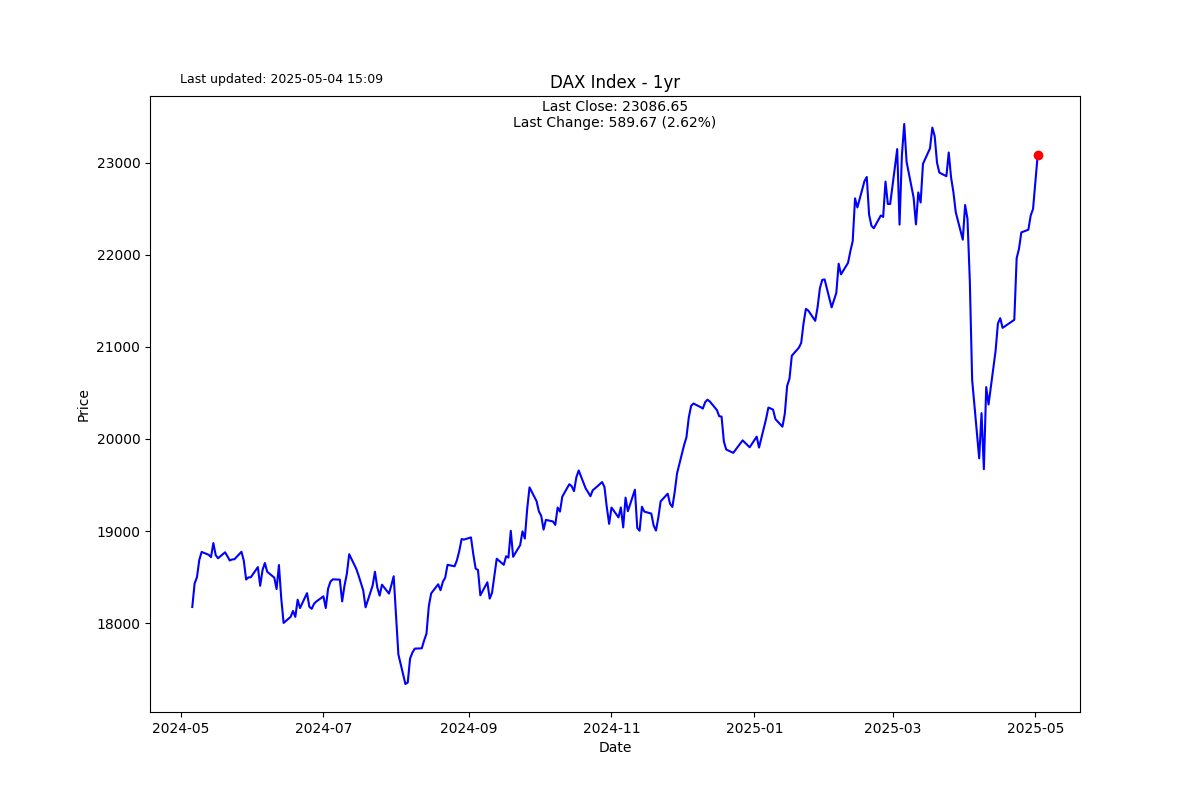 Last updated: 2025-05-04 15:09
DAX Index - 1yr
Last Close: 23086.65
Last Change: 589.67 (2.62%)
23000
22000
21000
20000
19000
18000
Price
2024-05
2024-07
2024-09
2024-11
2025-01
2025-03
2025-05
Date